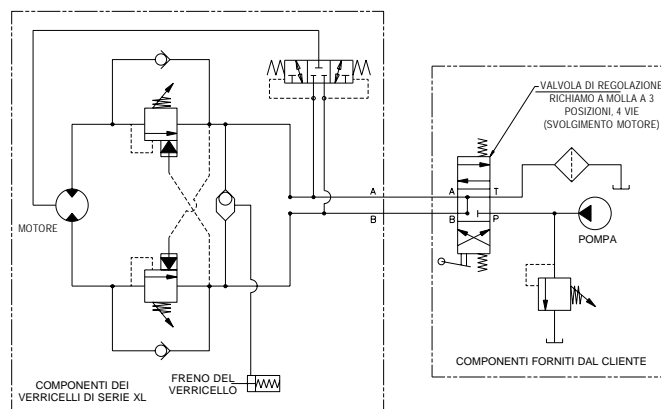 VALVOLA DI REGOLAZIONE
RICHIAMO A MOLLA A 3
POSIZIONI, 4 VIE
(SVOLGIMENTO MOTORE)
A
A
T
B
B
P
MOTORE
POMPA
COMPONENTI DEI
VERRICELLI DI SERIE XL
FRENO DEL
VERRICELLO
COMPONENTI FORNITI DAL CLIENTE